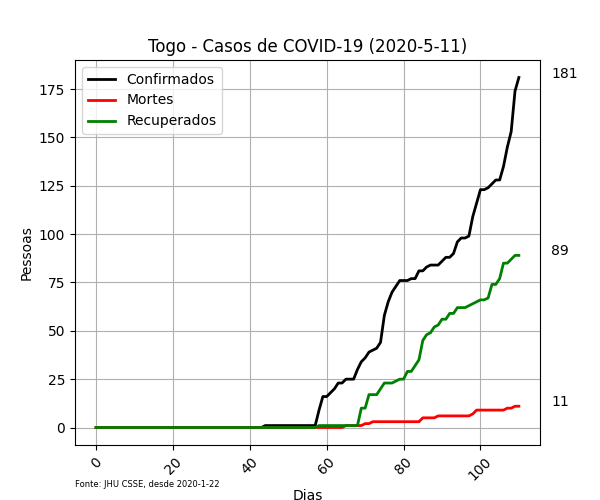 Togo - Casos de COVID-19 (2020-5-11)
Confirmados
Mortes
Recuperados
181
89
11
175
150
125
100
75
50
25
0
Pessoas
0 20 40 60 80 100
Fonte: JHU CSSE, desde 2020-1-22
Dias